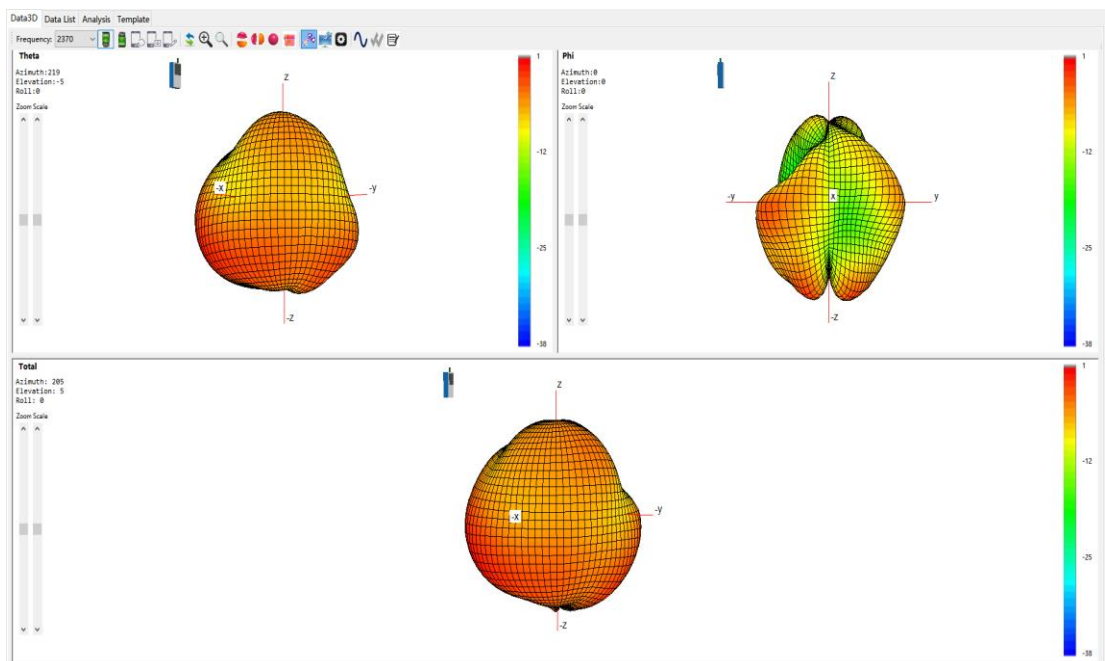 Data3D Data List Analysis Template
Frequency: 2370
Theta
Azimuth:219
Elevation:-5
Roll:0
Zoom Scale
Z
-X
-y
-Z
1
-12
-25
-38
Phi
Azimuth:0
Elevation:0
Roll:0
Zoom Scale
Z
-y
X
y
-Z
1
-12
-25
-38
Total
Azimuth: 205
Elevation: 5
Roll: 0
Zoom Scale
Z
-X
-y
-Z
1
-12
-25
-38